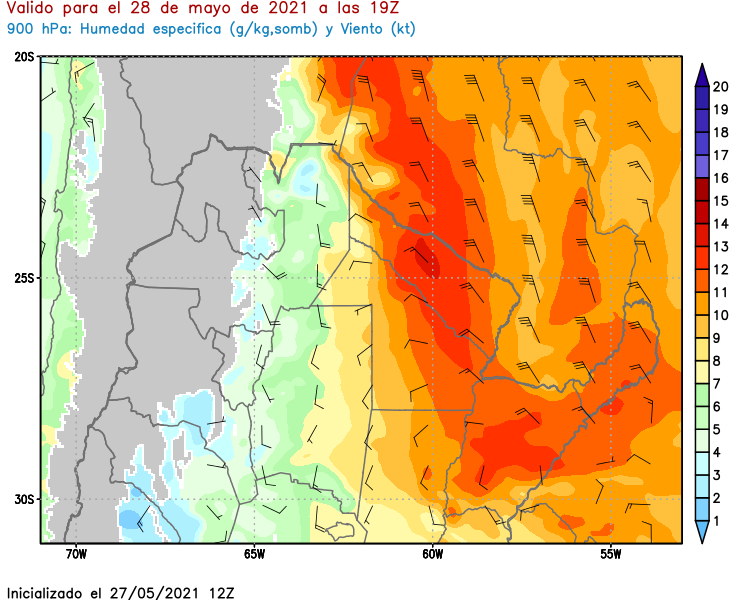 Valido para el 28 de mayo de 2021 a las 19Z
900 hPa: Humedad especifica (g/kg,somb) y Viento (kt)
20S
25S
30S
70W 65W 60W 55W
20
19
18
17
16
15
14
13
12
11
10
9
8
7
6
5
4
3
2
1
Inicializado el 27/05/2021 12Z